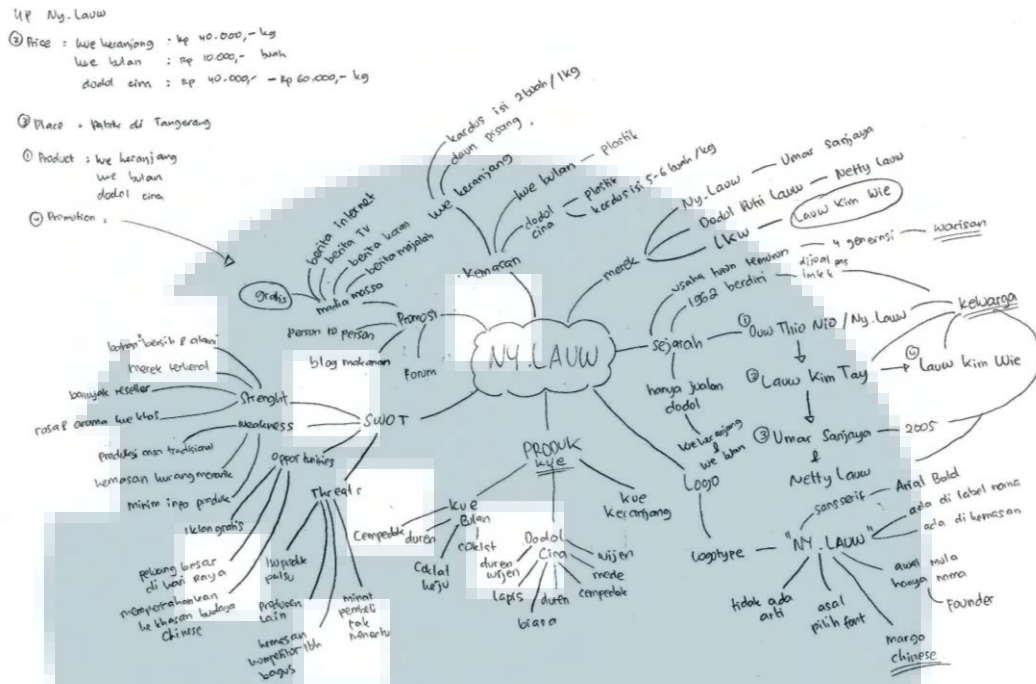 UP Ny. Lauw
② Price : kue keranjang : Rp 40.000,- kg
kue bulan : Rp 10.000,- buah
dodol cina : Rp 40.000,- - Rp 60.000,- kg
③ Place : Pabrik di Tangerang
① Product : kue keranjang
kue bulan
dodol cina
④ Promotion :
NY. LAUW
Kemasan
kue keranjang
kardus isi 2 buah / 1 kg
daun pisang
kue bulan
plastik
dodol cina
plastik
kardus isi 5-6 buah/kg
merek
Ny. Lauw
Umar Sanjaya
Dodol Putri Lauw
Netty Lauw
LKW
Lauw Kim Wie
sejarah
usaha turun temurun
4 generasi
warisan
1962 berdiri
dijual pas
imlek
① Ouw Thio Nio / Ny. Lauw
② Lauw Kim Tay
③ Umar Sanjaya
&
Netty Lauw
④ Lauw Kim Wie
2005
keluarga
hanya jualan
dodol
kue keranjang
&
kue bulan
Logo
Logotype
"NY. LAUW"
sansserif
Arial Bold
ada di label nama
ada di kemasan
awal mula
hanya nama
Founder
margo
chinese
asal
pilih font
tidak ada
arti
PRODUK
kue
kue
keranjang
Dodol
Cina
wijen
mede
cempedak
duren
biasa
lapis
duren
wijen
kue
Bulan
Cempedak
duren
Coklat
keju
coklat
SWOT
Strenght
bahan² bersih & alami
merek terkenal
banyak reseller
rasa & aroma kue khas
weakness
produksi masa tradisional
kemasan kurang menarik
minim info produk
Opportunities
iklan gratis
peluang besar
di hari raya
mempertahankan
kekhasan budaya
chinese
Threats
produk
palsu
produsen
lain
kemasan
kompetitor lbh
bagus
minat
pembeli
tak
menentu
Promosi
media massa
berita internet
berita TV
berita koran
berita majalah
gratis
person to person
blog makanan
Forum